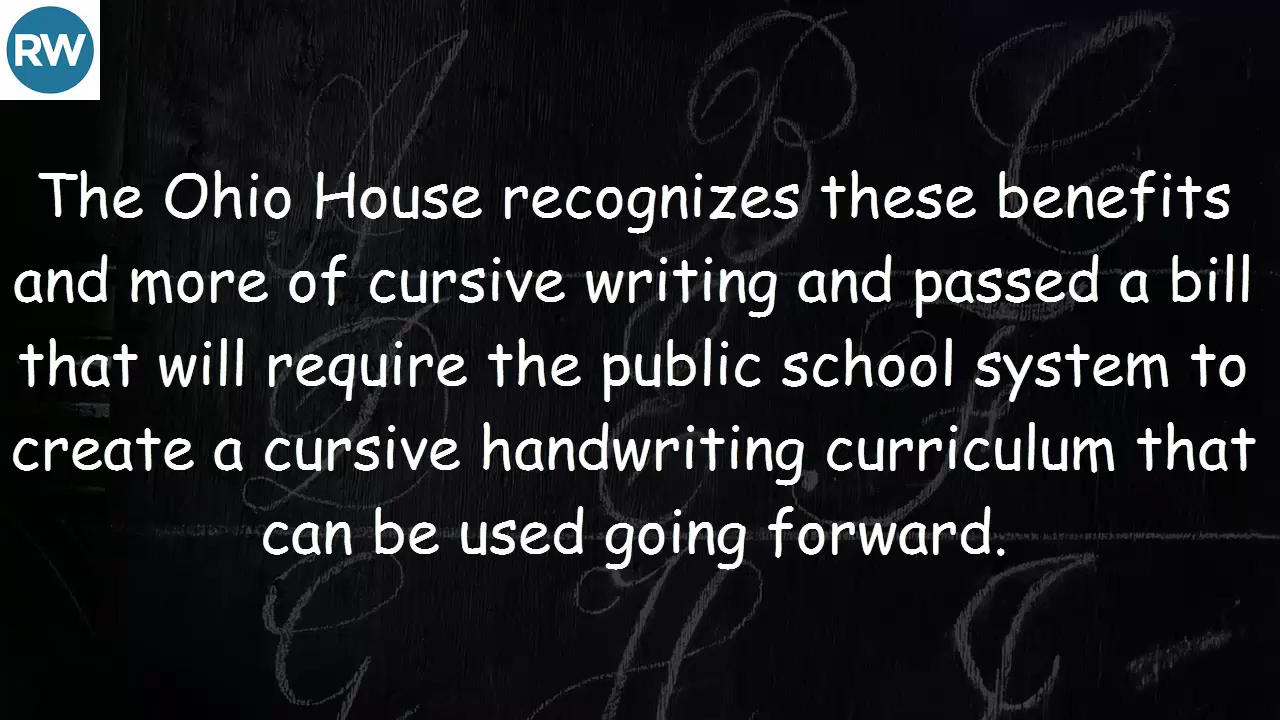 RW
The Ohio House recognizes these benefits
and more of cursive writing and passed a bill
that will require the public school system to
create a cursive handwriting curriculum that
can be used going forward.
A B C
D E F
G H I